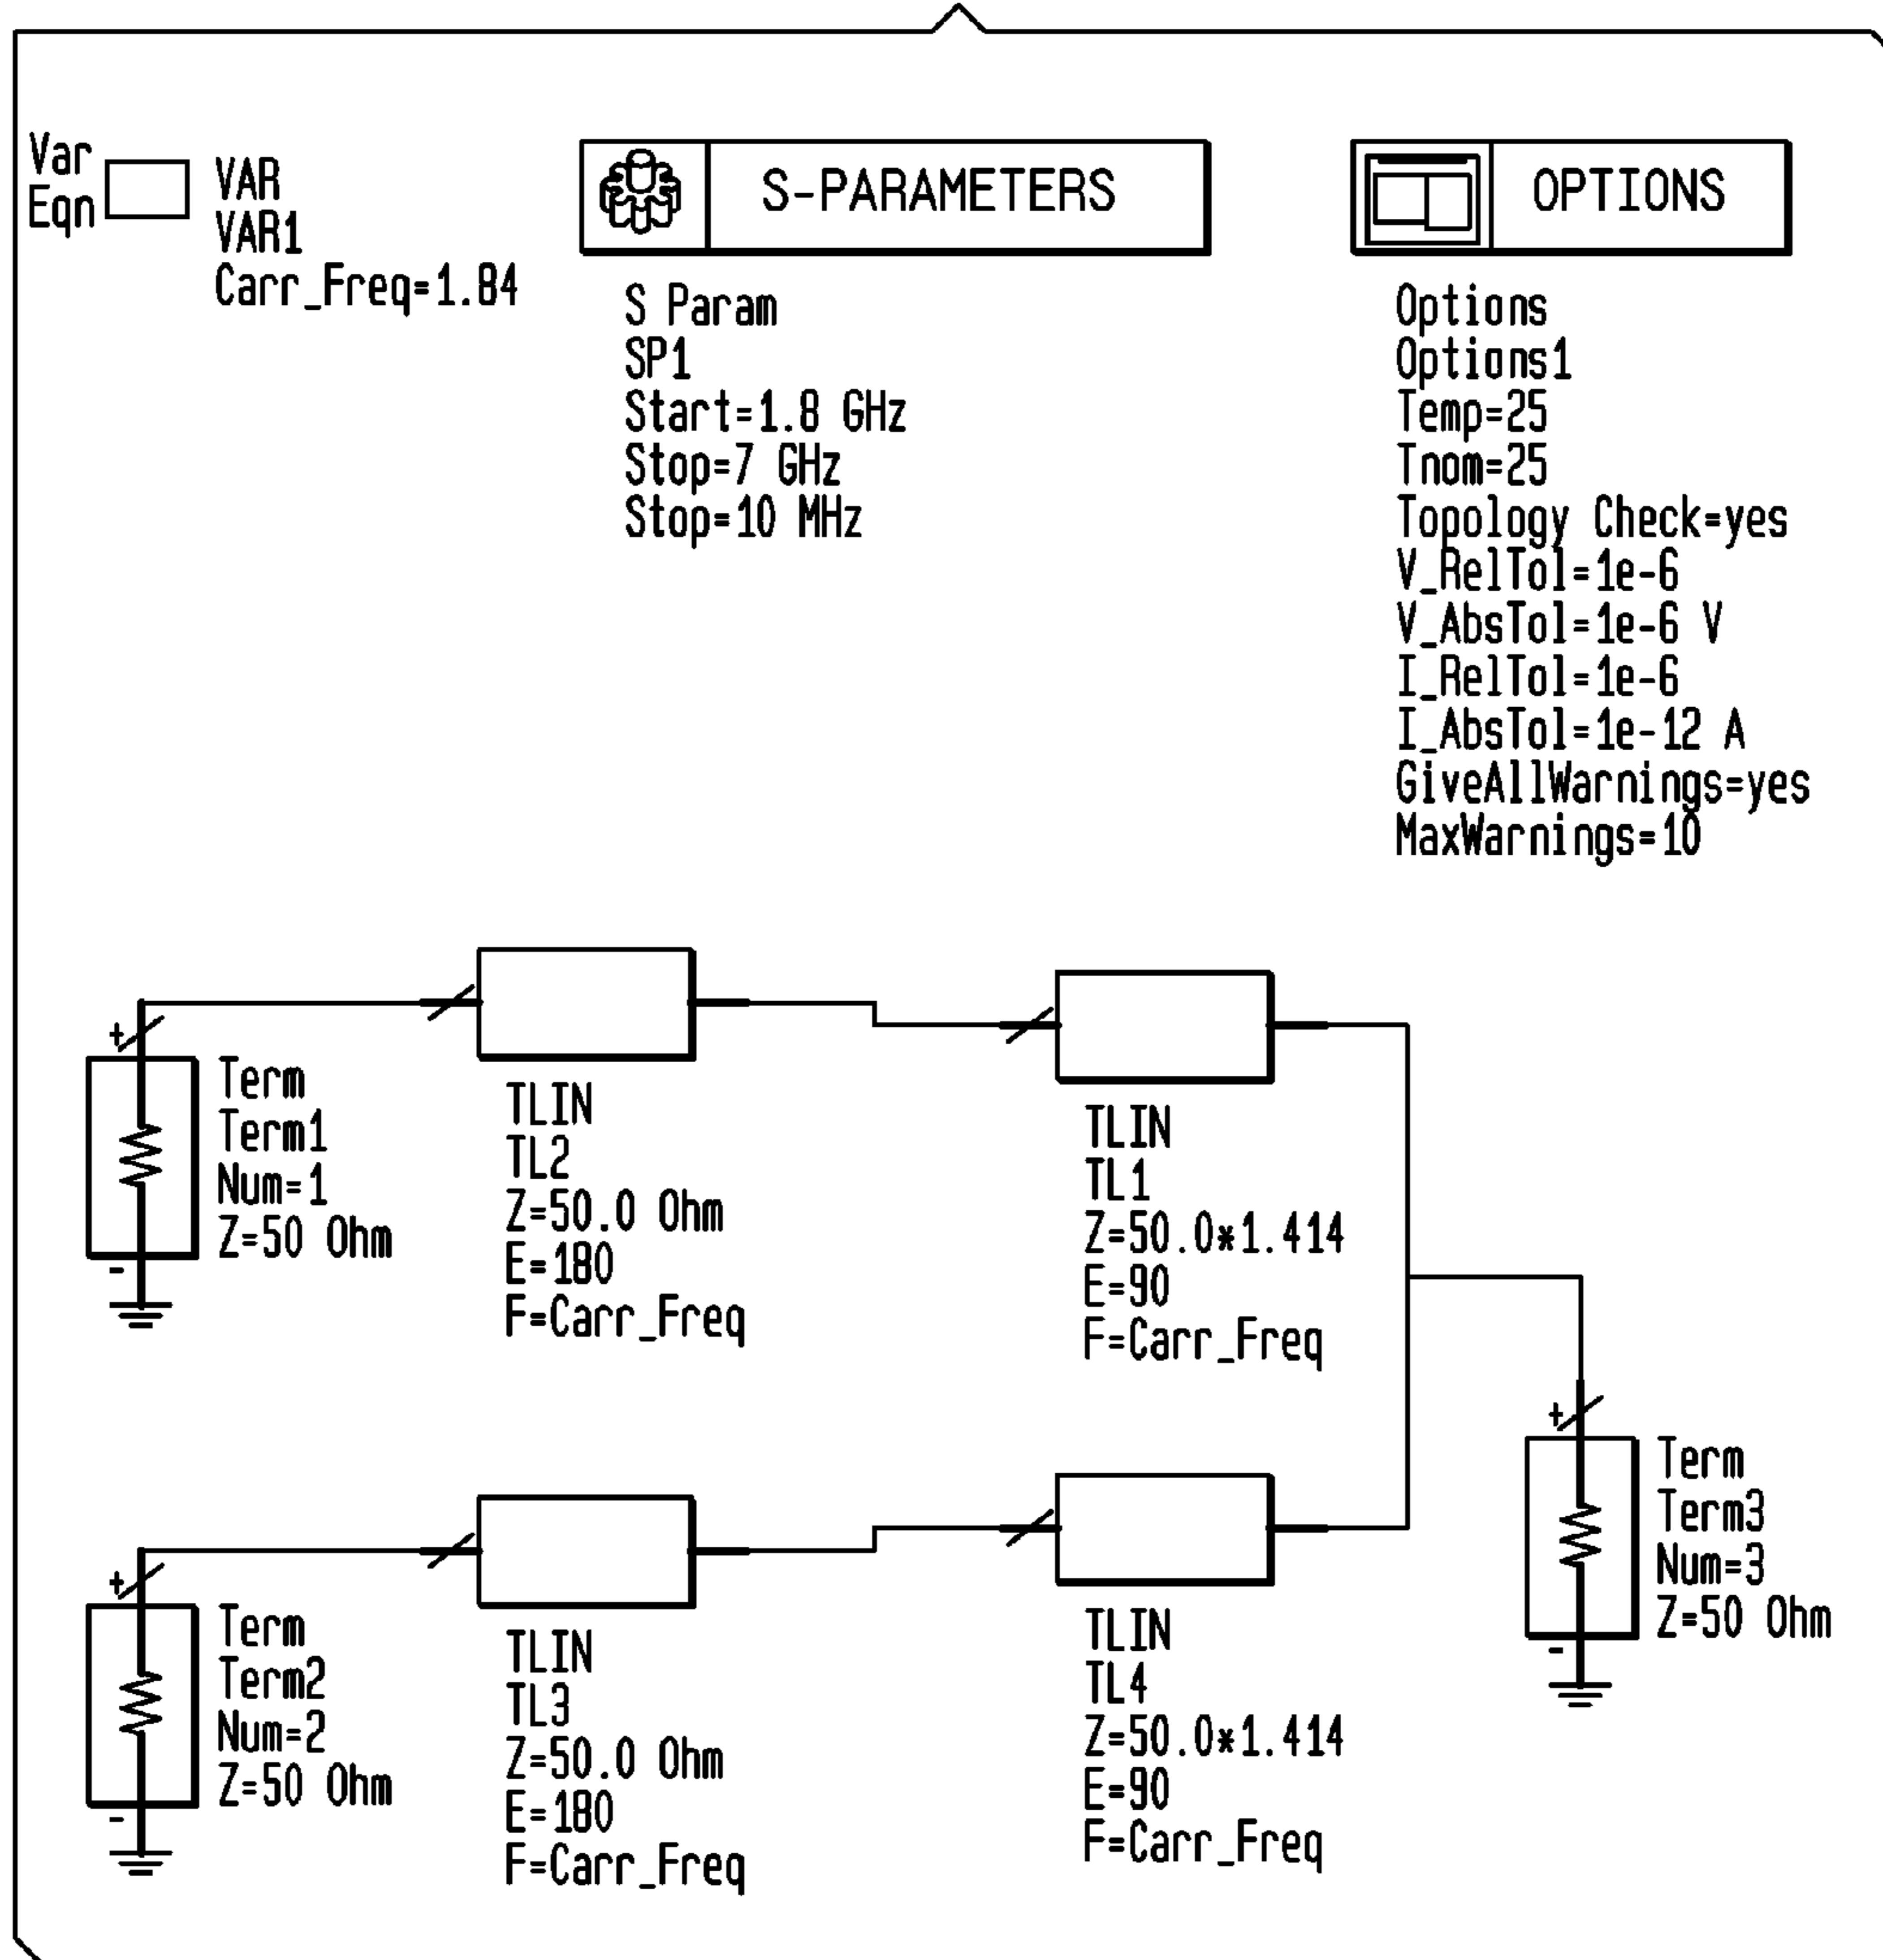 Var
Eqn
VAR
VAR1
Carr_Freq=1.84
S-PARAMETERS
S Param
SP1
Start=1.8 GHz
Stop=7 GHz
Stop=10 MHz
OPTIONS
Options
Options1
Temp=25
Tnom=25
Topology Check=yes
V_RelTol=1e-6
V_AbsTol=1e-6 V
I_RelTol=1e-6
I_AbsTol=1e-12 A
GiveAllWarnings=yes
MaxWarnings=10
+
-
Term
Term1
Num=1
Z=50 Ohm
TLIN
TL2
Z=50.0 Ohm
E=180
F=Carr_Freq
TLIN
TL1
Z=50.0*1.414
E=90
F=Carr_Freq
+
-
Term
Term3
Num=3
Z=50 Ohm
+
-
Term
Term2
Num=2
Z=50 Ohm
TLIN
TL3
Z=50.0 Ohm
E=180
F=Carr_Freq
TLIN
TL4
Z=50.0*1.414
E=90
F=Carr_Freq